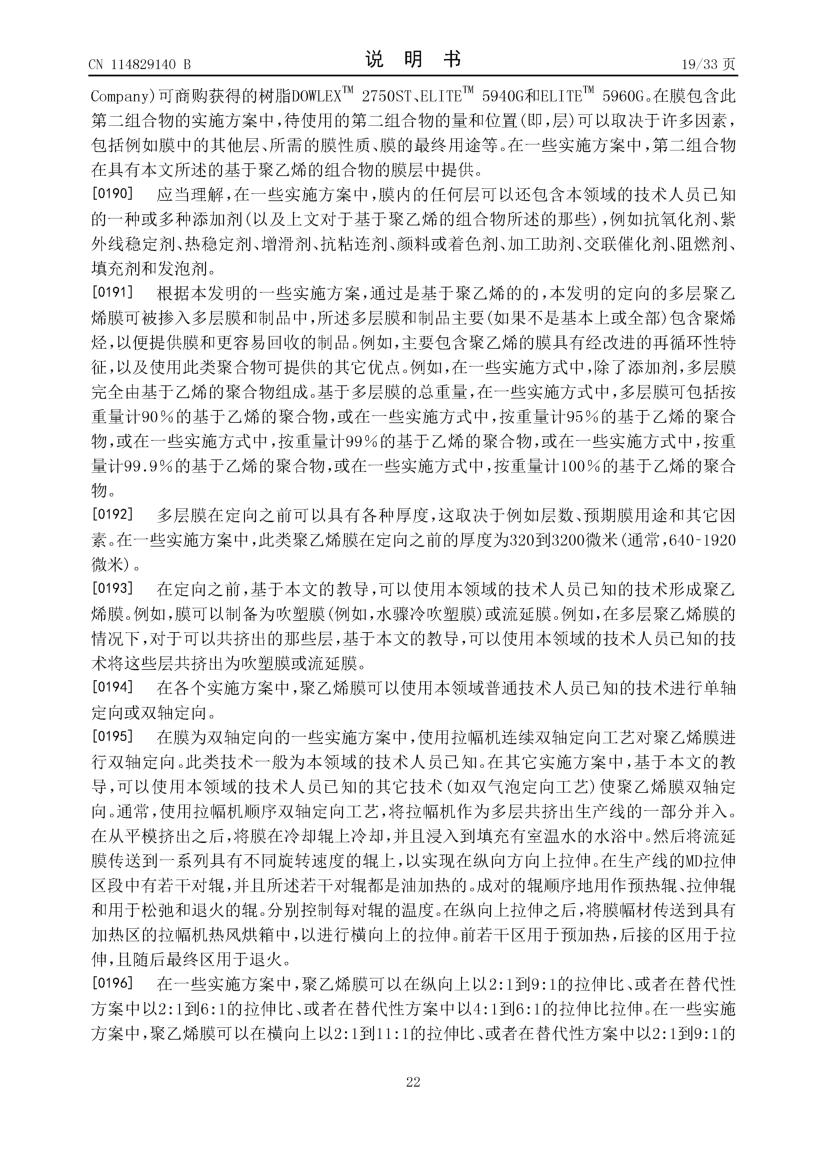 CN 114829140 B
说明书
19/33 页
Company)可商购获得的树脂DOWLEX™ 2750ST、ELITE™ 5940G和ELITE™ 5960G。在膜包含此
第二组合物的实施方案中,待使用的第二组合物的量和位置(即,层)可以取决于许多因素,
包括例如膜中的其他层、所需的膜性质、膜的最终用途等。在一些实施方案中,第二组合物
在具有本文所述的基于聚乙烯的组合物的膜层中提供。
[0190] 应当理解,在一些实施方案中,膜内的任何层可以还包含本领域的技术人员已知
的一种或多种添加剂(以及上文对于基于聚乙烯的组合物所述的那些),例如抗氧化剂、紫
外线稳定剂、热稳定剂、增滑剂、抗粘连剂、颜料或着色剂、加工助剂、交联催化剂、阻燃剂、
填充剂和发泡剂。
[0191] 根据本发明的一些实施方案,通过是基于聚乙烯的的,本发明的定向的多层聚乙
烯膜可被掺入多层膜和制品中,所述多层膜和制品主要(如果不是基本上或全部)包含聚烯
烃,以便提供膜和更容易回收的制品。例如,主要包含聚乙烯的膜具有经改进的再循环性特
征,以及使用此类聚合物可提供的其它优点。例如,在一些实施方式中,除了添加剂,多层膜
完全由基于乙烯的聚合物组成。基于多层膜的总重量,在一些实施方式中,多层膜可包括按
重量计90%的基于乙烯的聚合物,或在一些实施方式中,按重量计95%的基于乙烯的聚合
物,或在一些实施方式中,按重量计99%的基于乙烯的聚合物,或在一些实施方式中,按重
量计99.9%的基于乙烯的聚合物,或在一些实施方式中,按重量计100%的基于乙烯的聚合
物。
[0192] 多层膜在定向之前可以具有各种厚度,这取决于例如层数、预期膜用途和其它因
素。在一些实施方案中,此类聚乙烯膜在定向之前的厚度为320到3200微米(通常,640-1920
微米)。
[0193] 在定向之前,基于本文的教导,可以使用本领域的技术人员已知的技术形成聚乙
烯膜。例如,膜可以制备为吹塑膜(例如,水骤冷吹塑膜)或流延膜。例如,在多层聚乙烯膜的
情况下,对于可以共挤出的那些层,基于本文的教导,可以使用本领域的技术人员已知的技
术将这些层共挤出为吹塑膜或流延膜。
[0194] 在各个实施方案中,聚乙烯膜可以使用本领域普通技术人员已知的技术进行单轴
定向或双轴定向。
[0195] 在膜为双轴定向的一些实施方案中,使用拉幅机连续双轴定向工艺对聚乙烯膜进
行双轴定向。此类技术一般为本领域的技术人员已知。在其它实施方案中,基于本文的教
导,可以使用本领域的技术人员已知的其它技术(如双气泡定向工艺)使聚乙烯膜双轴定
向。通常,使用拉幅机顺序双轴定向工艺,将拉幅机作为多层共挤出生产线的一部分并入。
在从平模挤出之后,将膜在冷却辊上冷却,并且浸入到填充有室温水的水浴中。然后将流延
膜传送到一系列具有不同旋转速度的辊上,以实现在纵向方向上拉伸。在生产线的MD拉伸
区段中有若干对辊,并且所述若干对辊都是油加热的。成对的辊顺序地用作预热辊、拉伸辊
和用于松弛和退火的辊。分别控制每对辊的温度。在纵向上拉伸之后,将膜幅材传送到具有
加热区的拉幅机热风烘箱中,以进行横向上的拉伸。前若干区用于预加热,后接的区用于拉
伸,且随后最终区用于退火。
[0196] 在一些实施方案中,聚乙烯膜可以在纵向上以2:1到9:1的拉伸比、或者在替代性
方案中以2:1到6:1的拉伸比、或者在替代性方案中以4:1到6:1的拉伸比拉伸。在一些实施
方案中,聚乙烯膜可以在横向上以2:1到11:1的拉伸比、或者在替代性方案中以2:1到9:1的
22